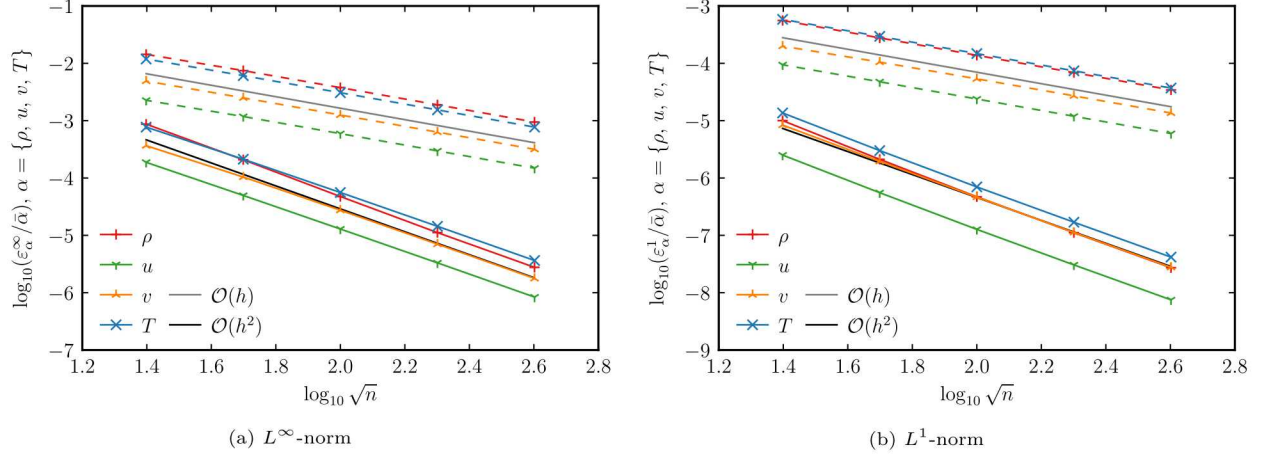 −1
−2
−3
−4
−5
−6
−7
log₁₀(ε_α^∞/ᾱ), α = {ρ, u, v, T}
ρ
u
v
T
𝒪(h)
𝒪(h²)
1.2 1.4 1.6 1.8 2.0 2.2 2.4 2.6 2.8
log₁₀ √n
(a) L^∞-norm
−3
−4
−5
−6
−7
−8
−9
log₁₀(ε_α^1/ᾱ), α = {ρ, u, v, T}
ρ
u
v
T
𝒪(h)
𝒪(h²)
1.2 1.4 1.6 1.8 2.0 2.2 2.4 2.6 2.8
log₁₀ √n
(b) L¹-norm